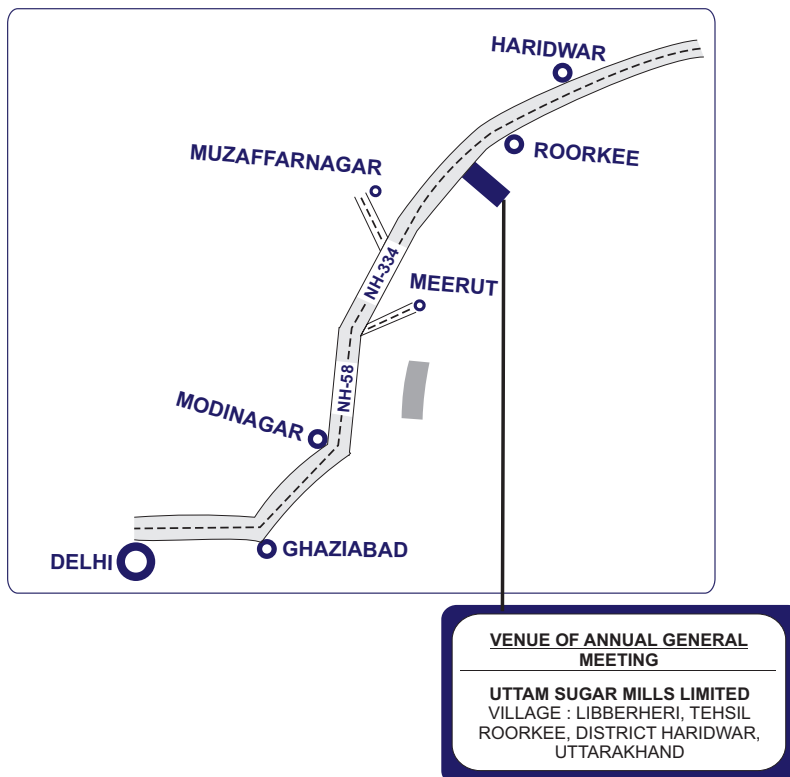 HARIDWAR
ROORKEE
MUZAFFARNAGAR
NH-334
MEERUT
NH-58
MODINAGAR
GHAZIABAD
DELHI
VENUE OF ANNUAL GENERAL
MEETING
UTTAM SUGAR MILLS LIMITED
VILLAGE : LIBBERHERI, TEHSIL
ROORKEE, DISTRICT HARIDWAR,
UTTARAKHAND